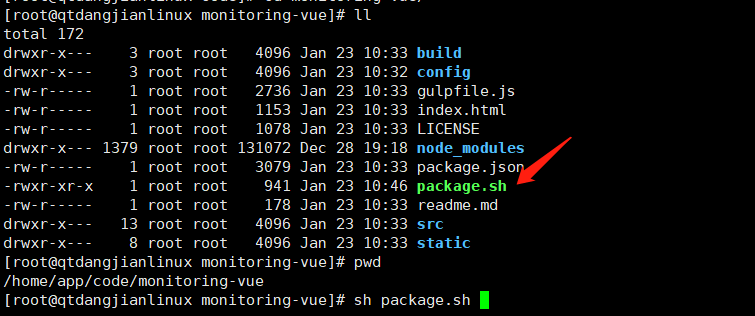 [root@qtdangjianlinux monitoring-vue]# ll
total 172
drwxr-x--- 3 root root 4096 Jan 23 10:33 build
drwxr-x--- 3 root root 4096 Jan 23 10:32 config
-rw-r----- 1 root root 2736 Jan 23 10:33 gulpfile.js
-rw-r----- 1 root root 1153 Jan 23 10:33 index.html
-rw-r----- 1 root root 1078 Jan 23 10:33 LICENSE
drwxr-x--- 1379 root root 131072 Dec 28 19:18 node_modules
-rw-r----- 1 root root 3079 Jan 23 10:33 package.json
-rwxr-xr-x 1 root root 941 Jan 23 10:46 package.sh
-rw-r----- 1 root root 178 Jan 23 10:33 readme.md
drwxr-x--- 13 root root 4096 Jan 23 10:33 src
drwxr-x--- 8 root root 4096 Jan 23 10:33 static
[root@qtdangjianlinux monitoring-vue]# pwd
/home/app/code/monitoring-vue
[root@qtdangjianlinux monitoring-vue]# sh package.sh